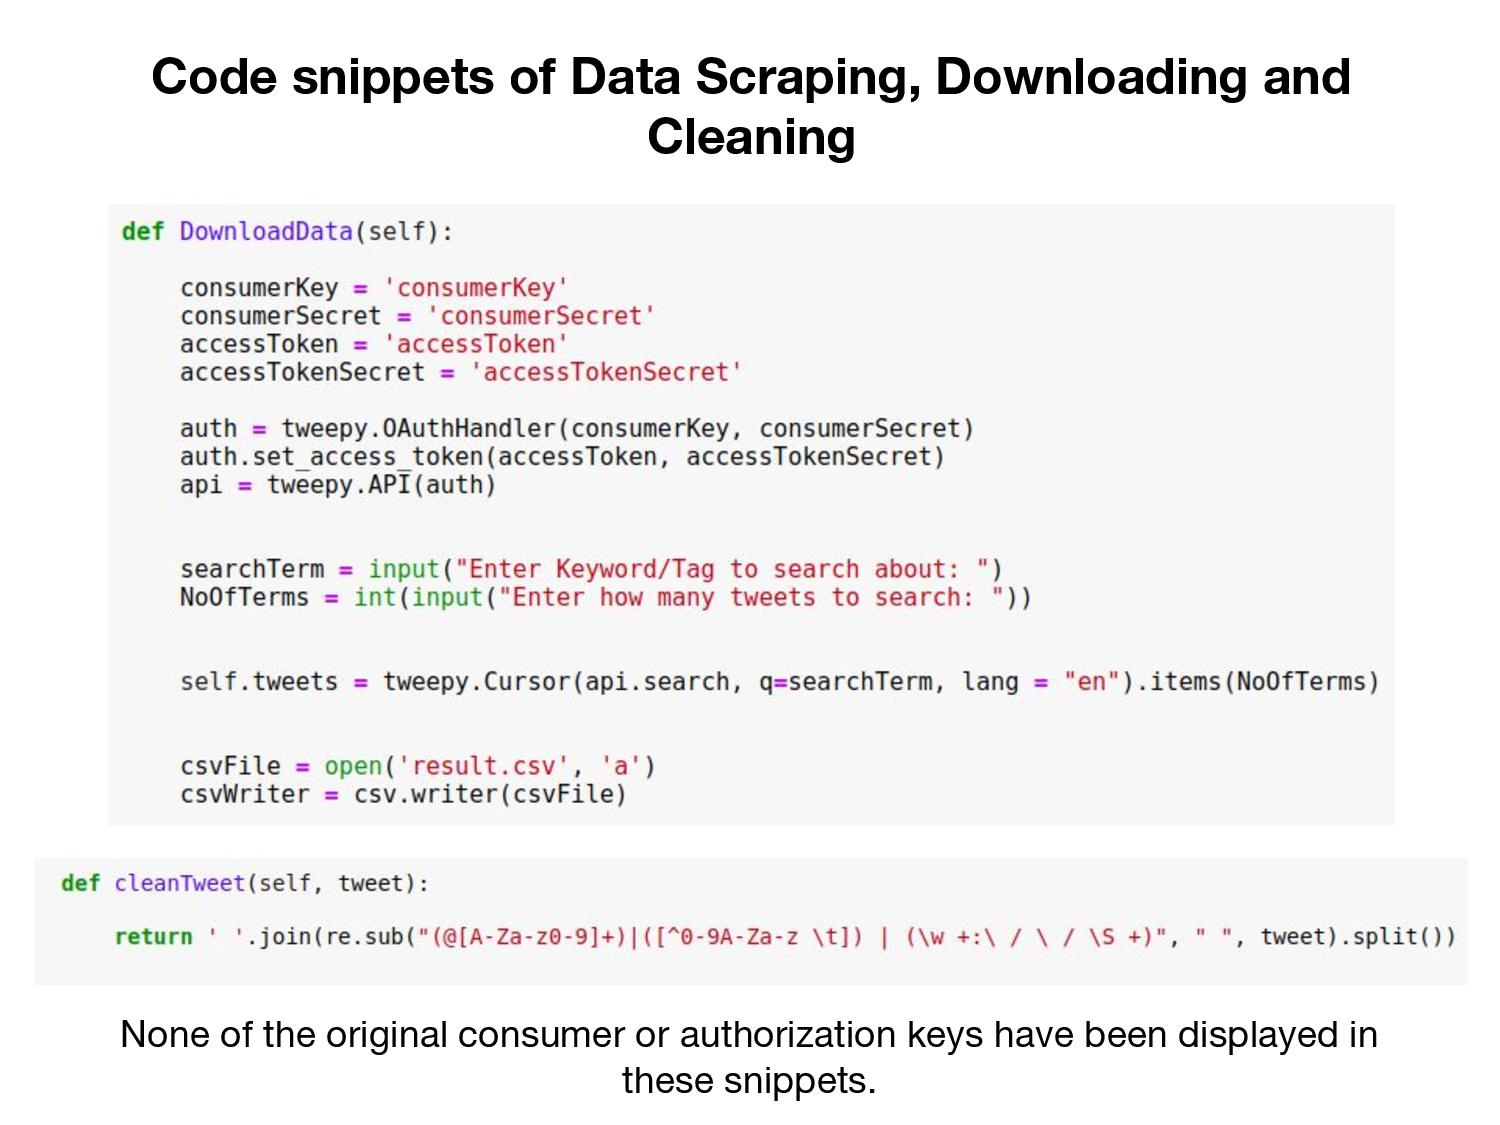 Code snippets of Data Scraping, Downloading and
Cleaning
def DownloadData(self):
consumerKey = 'consumerKey'
consumerSecret = 'consumerSecret'
accessToken = 'accessToken'
accessTokenSecret = 'accessTokenSecret'
auth = tweepy.OAuthHandler(consumerKey, consumerSecret)
auth.set_access_token(accessToken, accessTokenSecret)
api = tweepy.API(auth)
searchTerm = input("Enter Keyword/Tag to search about: ")
NoOfTerms = int(input("Enter how many tweets to search: "))
self.tweets = tweepy.Cursor(api.search, q=searchTerm, lang = "en").items(NoOfTerms)
csvFile = open('result.csv', 'a')
csvWriter = csv.writer(csvFile)
def cleanTweet(self, tweet):
return ' '.join(re.sub("(@[A-Za-z0-9]+)|([^0-9A-Za-z \t]) | (\w +:\ / \ / \S +)", " ", tweet).split())
None of the original consumer or authorization keys have been displayed in
these snippets.